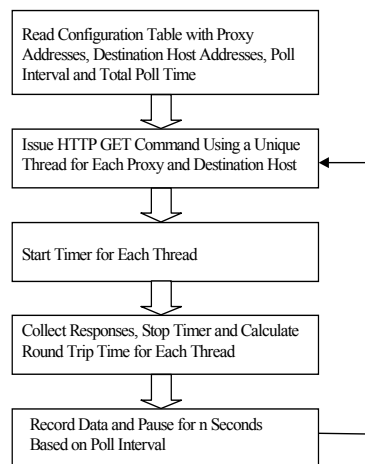 Read Configuration Table with Proxy
Addresses, Destination Host Addresses, Poll
Interval and Total Poll Time
Issue HTTP GET Command Using a Unique
Thread for Each Proxy and Destination Host
Start Timer for Each Thread
Collect Responses, Stop Timer and Calculate
Round Trip Time for Each Thread
Record Data and Pause for n Seconds
Based on Poll Interval